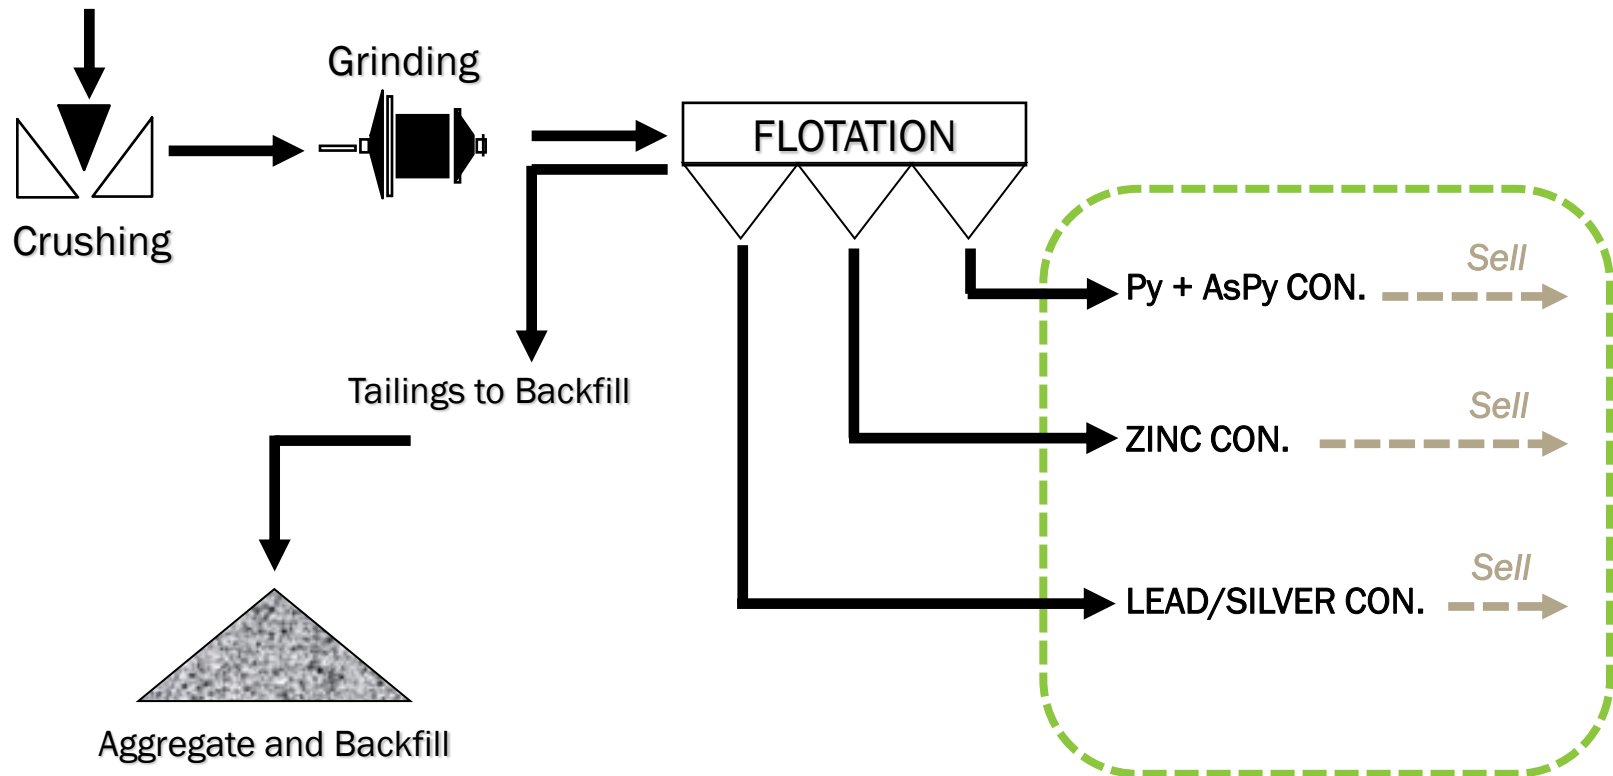 Grinding
FLOTATION
Crushing
Sell
Py + AsPy CON.
Tailings to Backfill
Sell
ZINC CON.
Sell
LEAD/SILVER CON.
Aggregate and Backfill